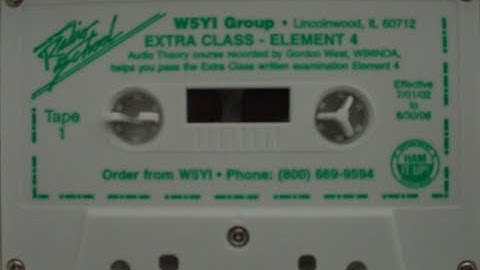 Radio School
W5YI Group • Lincolnwood, IL 60712
EXTRA CLASS - ELEMENT 4
Audio Theory course recorded by Gordon West, WB6NOA,
helps you pass the Extra Class written examination Element 4
Tape
1
Effective
7/01/02
to
6/30/06
HAM
Order from W5YI • Phone: (800) 669-9594